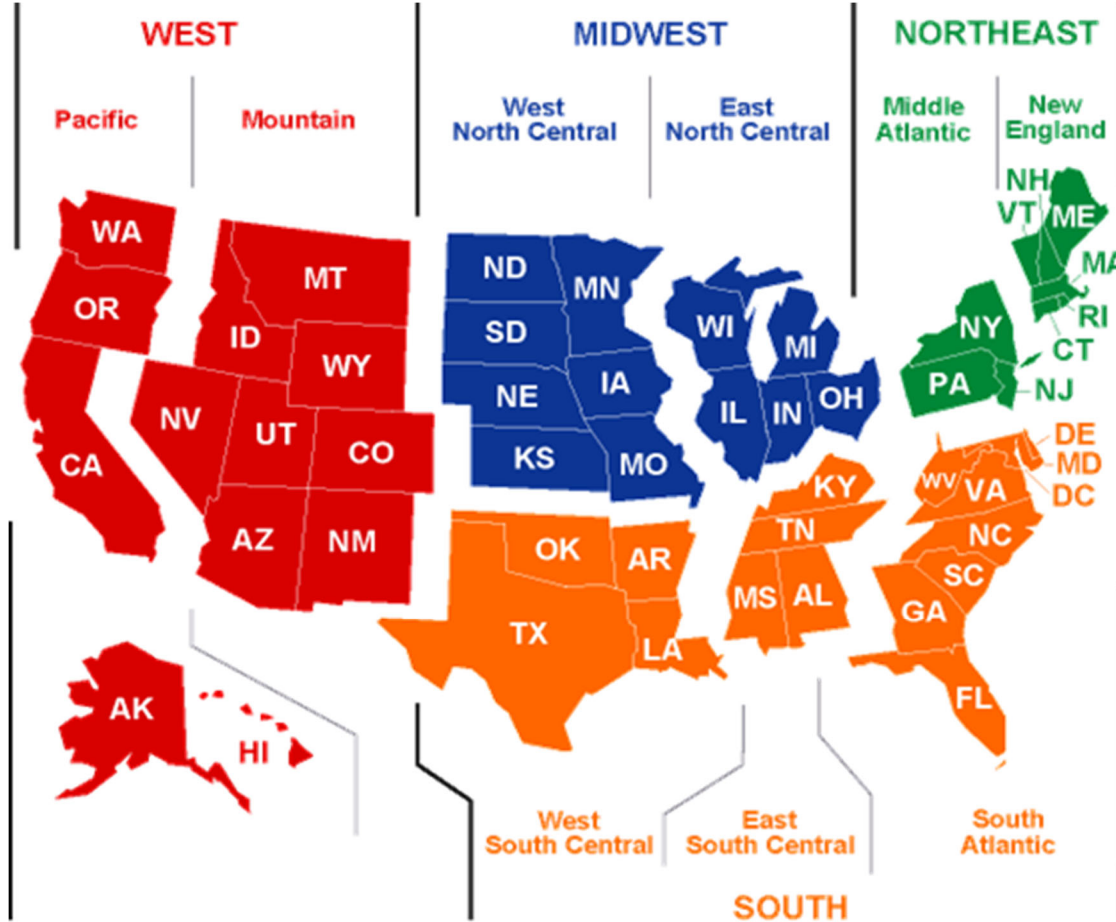 WEST
MIDWEST
NORTHEAST
Pacific
Mountain
West
North Central
East
North Central
Middle
Atlantic
New
England
NH
VT
ME
MA
RI
CT
NJ
NY
PA
WA
OR
CA
MT
ID
WY
NV
UT
CO
AZ
NM
ND
MN
SD
NE
IA
KS
MO
WI
MI
IL
IN
OH
DE
MD
DC
WV
VA
KY
TN
NC
SC
OK
AR
MS
AL
GA
TX
LA
FL
AK
HI
West
South Central
East
South Central
South
Atlantic
SOUTH